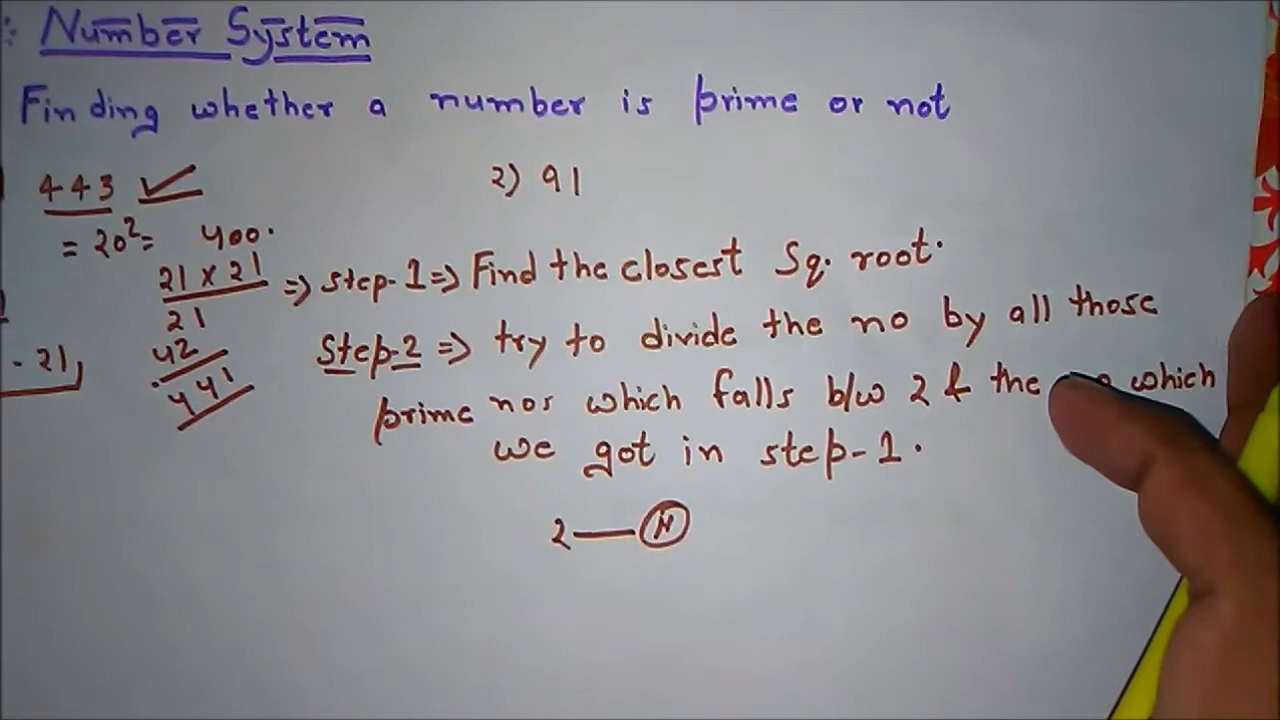 Number System
Finding whether a number is prime or not
443 ✓
2) 91
= 20²= 400.
21 x 21 => step-1 => Find the closest Sq. root.
21
42
441
- 21,
Step-2 => try to divide the no by all those
prime nos which falls b/w 2 & the which
we got in step-1.
2 — N